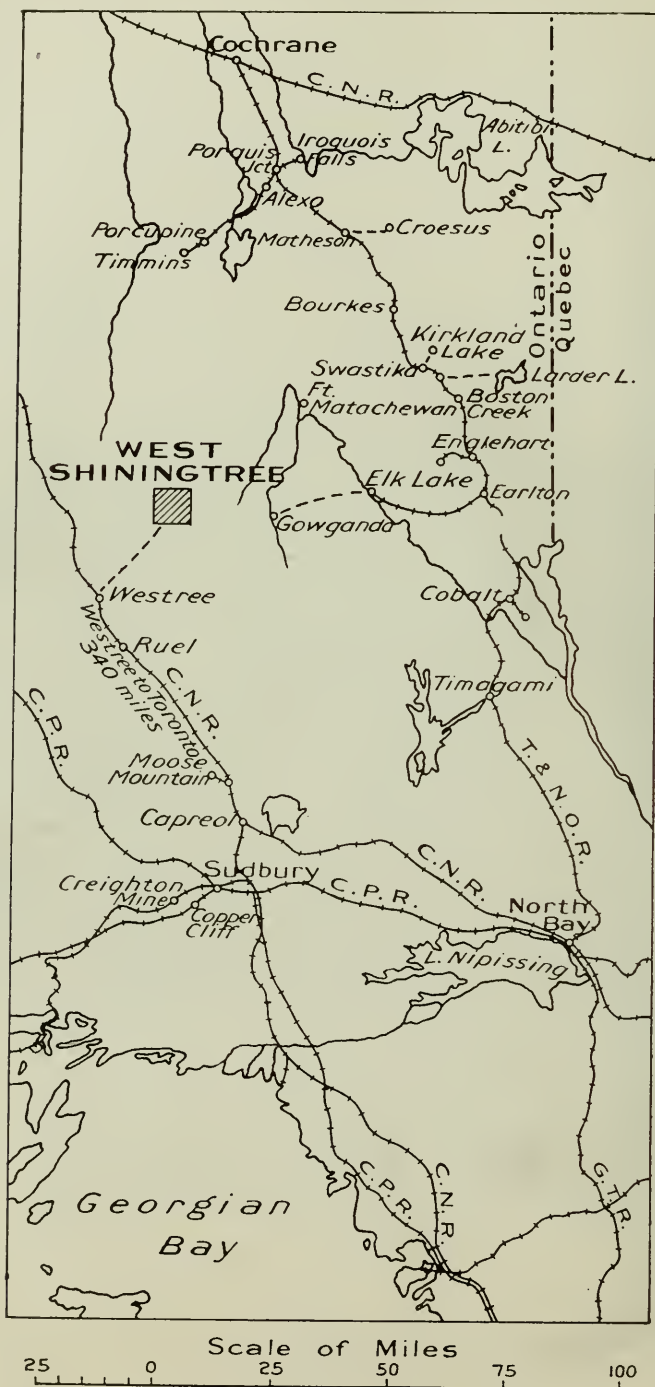 Cochrane
C.N.R.
Abitibi
L.
Iroquois
Falls
Porquis
Jct.
Alexo
Porcupine
Timmins
Matheson
Croesus
Bourkes
Ontario
Quebec
Kirkland
Lake
Swastika
Larder L.
Boston
Creek
Ft.
Matachewan
WEST
SHININGTREE
Englehart
Elk Lake
Earlton
Gowganda
Westree
Cobalt
Ruel
Westree to Toronto
340 miles
C.N.R.
C.P.R.
Timagami
T. & N.O.R.
Moose
Mountain
Capreol
C.N.R.
Sudbury
C.P.R.
Creighton
Mine
Copper
Cliff
North
Bay
L. Nipissing
Georgian
Bay
C.P.R.
C.N.R.
G.T.R.
Scale of Miles
25 0 25 50 75 100